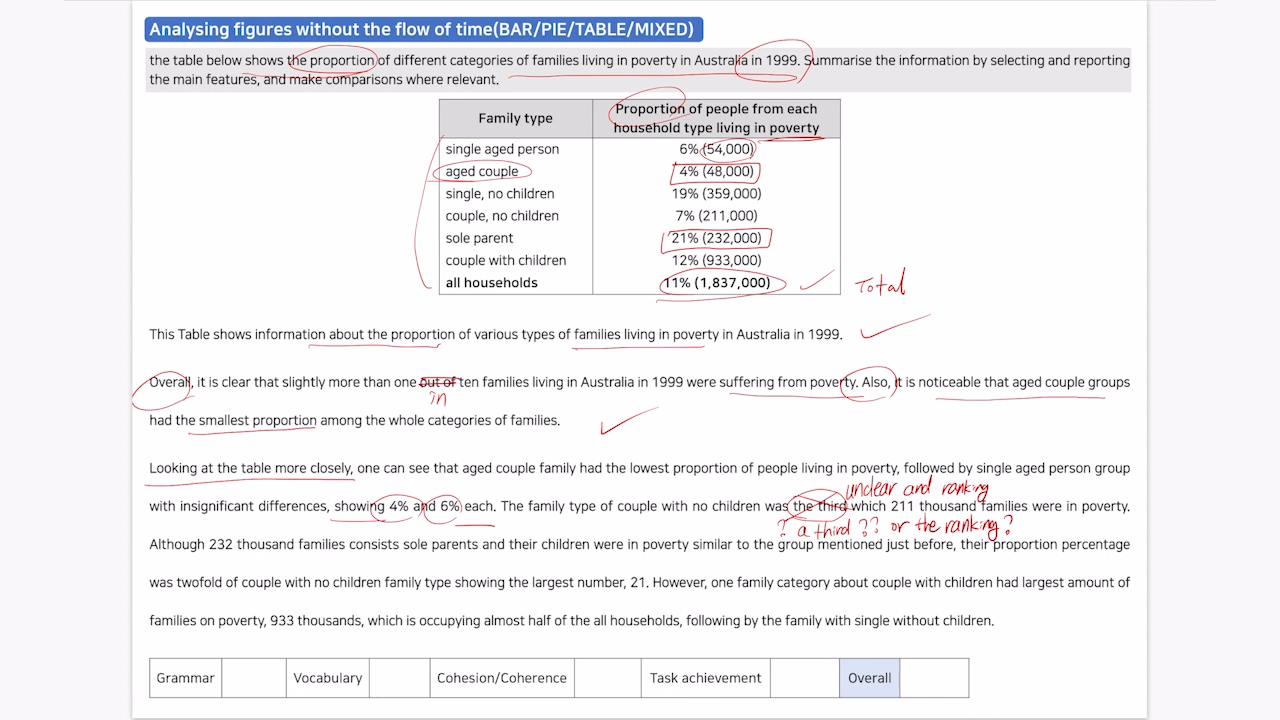 Analysing figures without the flow of time(BAR/PIE/TABLE/MIXED)
the table below shows the proportion of different categories of families living in poverty in Australia in 1999. Summarise the information by selecting and reporting
the main features, and make comparisons where relevant.
Family type Proportion of people from each household type living in poverty
single aged person 6% (54,000)
aged couple 4% (48,000)
single, no children 19% (359,000)
couple, no children 7% (211,000)
sole parent 21% (232,000)
couple with children 12% (933,000)
all households 11% (1,837,000)
Total
This Table shows information about the proportion of various types of families living in poverty in Australia in 1999.
Overall, it is clear that slightly more than one out of ten families living in Australia in 1999 were suffering from poverty. Also, it is noticeable that aged couple groups
in
had the smallest proportion among the whole categories of families.
Looking at the table more closely, one can see that aged couple family had the lowest proportion of people living in poverty, followed by single aged person group
unclear and ranking
with insignificant differences, showing 4% and 6% each. The family type of couple with no children was the third which 211 thousand families were in poverty.
? a third ?? or the ranking?
Although 232 thousand families consists sole parents and their children were in poverty similar to the group mentioned just before, their proportion percentage
was twofold of couple with no children family type showing the largest number, 21. However, one family category about couple with children had largest amount of
families on poverty, 933 thousands, which is occupying almost half of the all households, following by the family with single without children.
Grammar Vocabulary Cohesion/Coherence Task achievement Overall